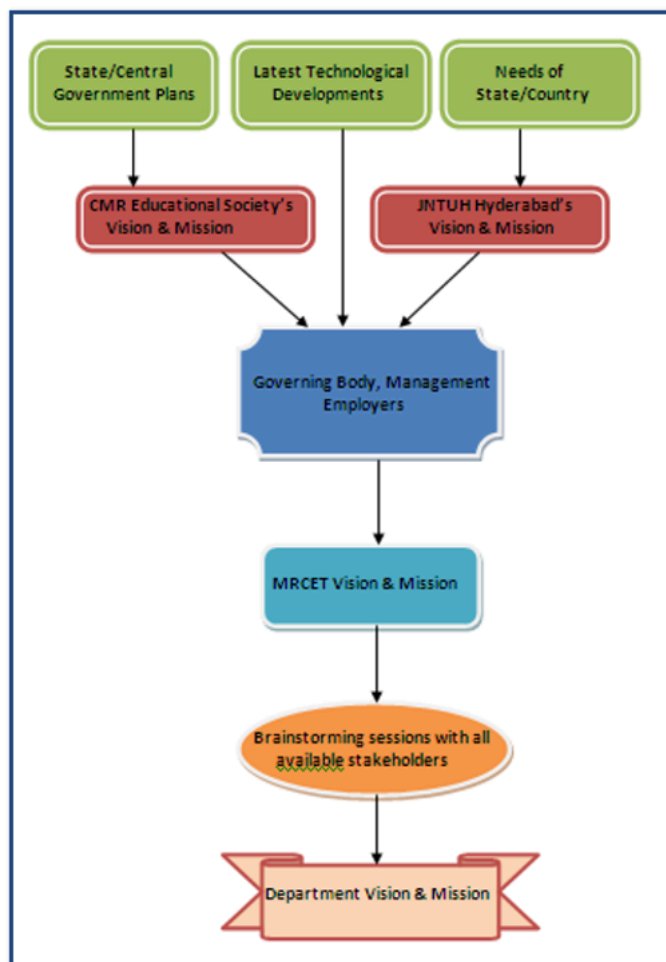 State/Central
Government Plans
Latest Technological
Developments
Needs of
State/Country
CMR Educational Society's
Vision & Mission
JNTUH Hyderabad's
Vision & Mission
Governing Body, Management
Employers
MRCET Vision & Mission
Brainstorming sessions with all
available stakeholders
Department Vision & Mission